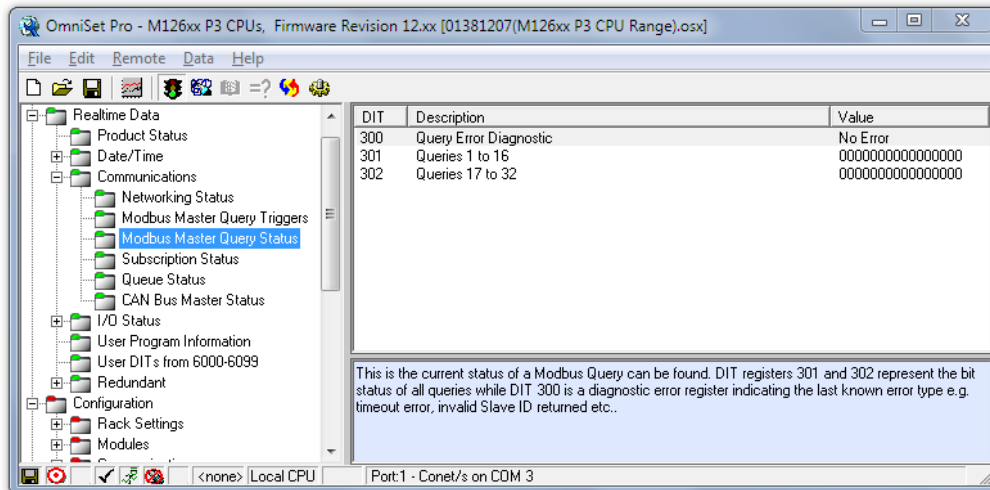 OmniSet Pro - M126xx P3 CPUs, Firmware Revision 12.xx [01381207(M126xx P3 CPU Range).osx]
File Edit Remote Data Help
Realtime Data
Product Status
Date/Time
Communications
Networking Status
Modbus Master Query Triggers
Modbus Master Query Status
Subscription Status
Queue Status
CAN Bus Master Status
I/O Status
User Program Information
User DITs from 6000-6099
Redundant
Configuration
Rack Settings
Modules
DIT Description Value
300 Query Error Diagnostic No Error
301 Queries 1 to 16 0000000000000000
302 Queries 17 to 32 0000000000000000
This is the current status of a Modbus Query can be found. DIT registers 301 and 302 represent the bit
status of all queries while DIT 300 is a diagnostic error register indicating the last known error type e.g.
timeout error, invalid Slave ID returned etc..
<none> Local CPU Port:1 - Conet/s on COM 3